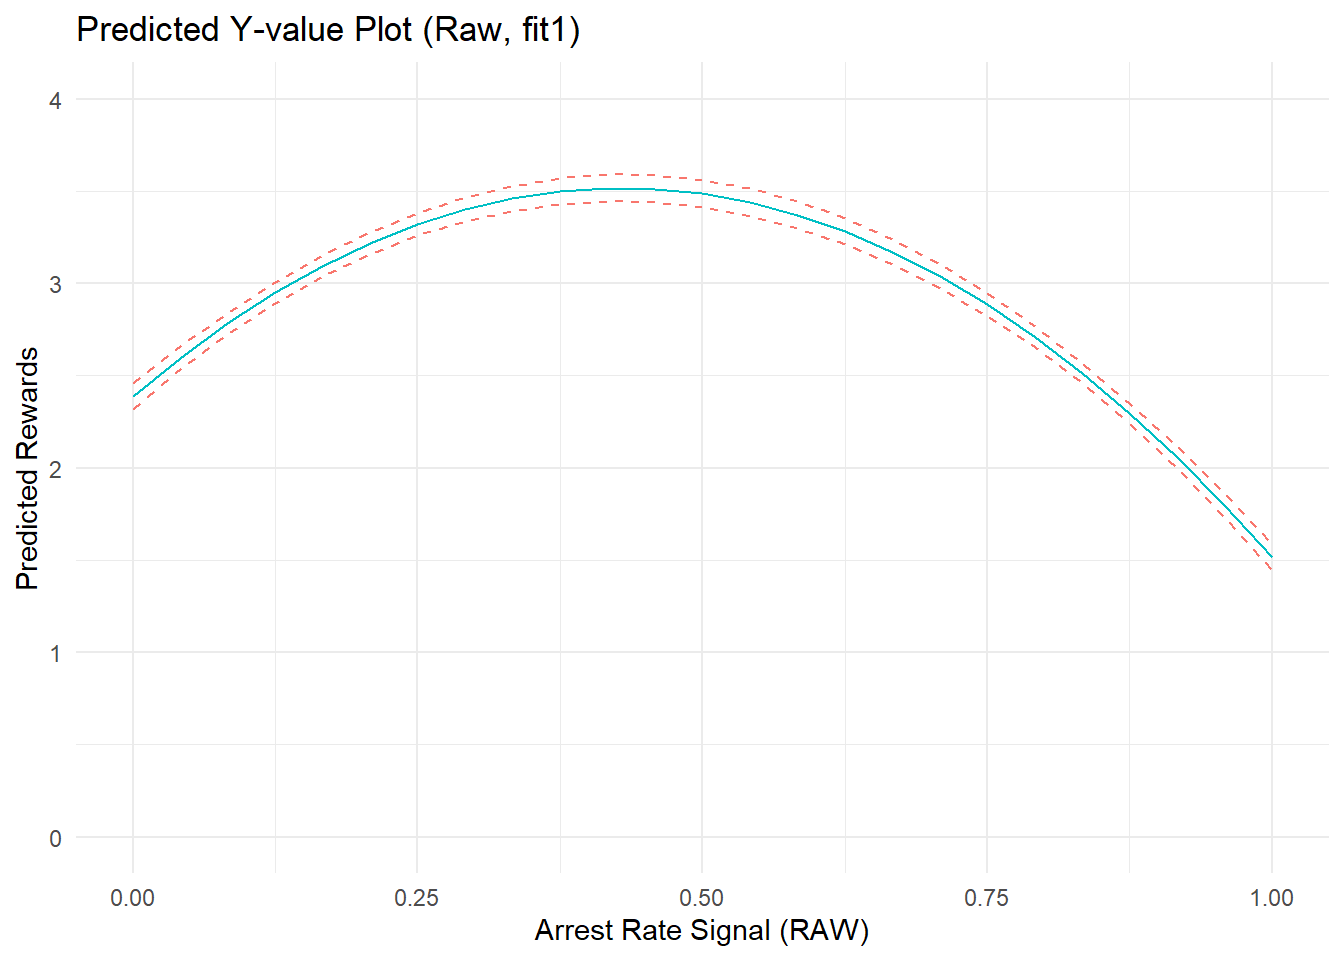 Predicted Y-value Plot (Raw, fit1)
4
3
2
1
0
Predicted Rewards
0.00 0.25 0.50 0.75 1.00
Arrest Rate Signal (RAW)